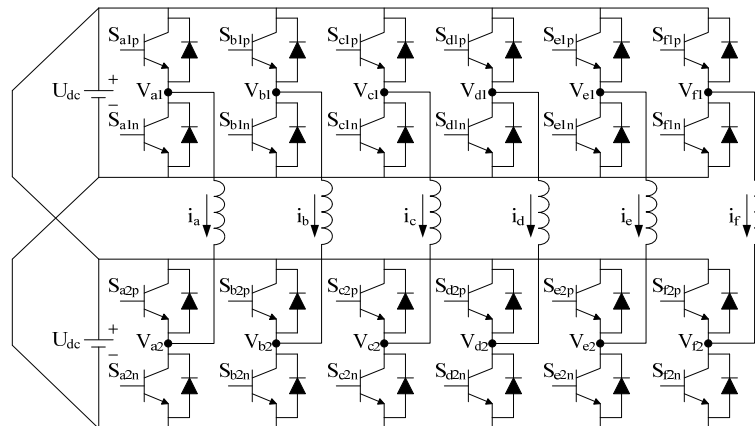 Sa1p Sb1p Sc1p Sd1p Se1p Sf1p
+
Udc Va1 Vb1 Vc1 Vd1 Ve1 Vf1
−
Sa1n Sb1n Sc1n Sd1n Se1n Sf1n
ia ib ic id ie if
Sa2p Sb2p Sc2p Sd2p Se2p Sf2p
+
Udc Va2 Vb2 Vc2 Vd2 Ve2 Vf2
−
Sa2n Sb2n Sc2n Sd2n Se2n Sf2n